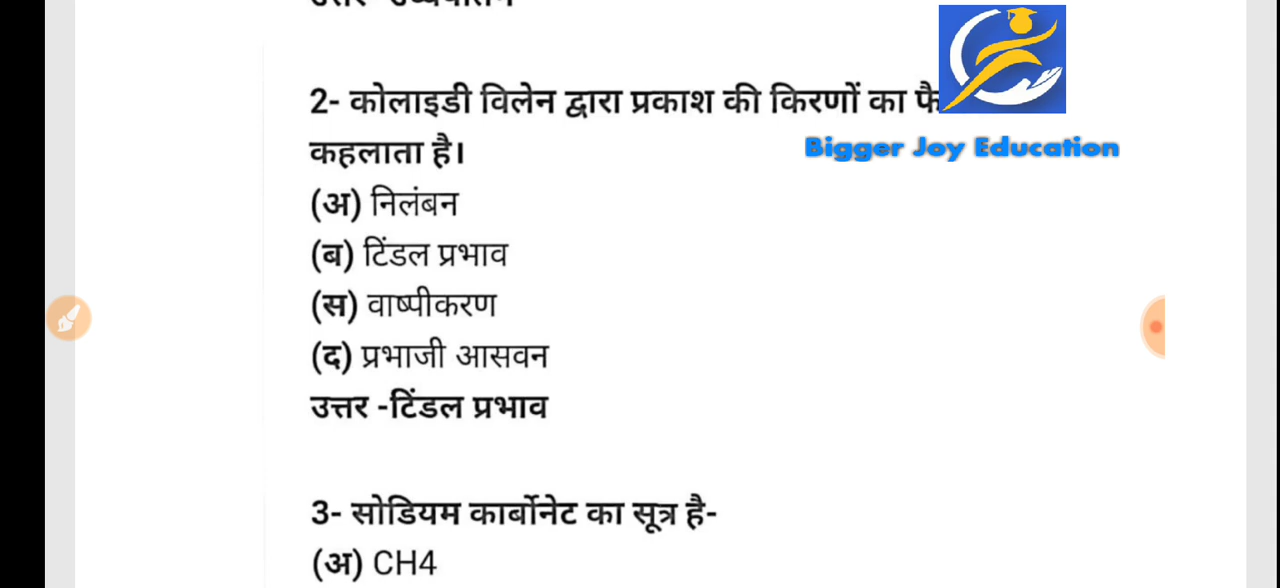 2- कोलाइडी विलेन द्वारा प्रकाश की किरणों का
कहलाता है।
Bigger Joy Education
(अ) निलंबन
(ब) टिंडल प्रभाव
(स) वाष्पीकरण
(द) प्रभाजी आसवन
उत्तर -टिंडल प्रभाव
3- सोडियम कार्बोनेट का सूत्र है-
(अ) CH4